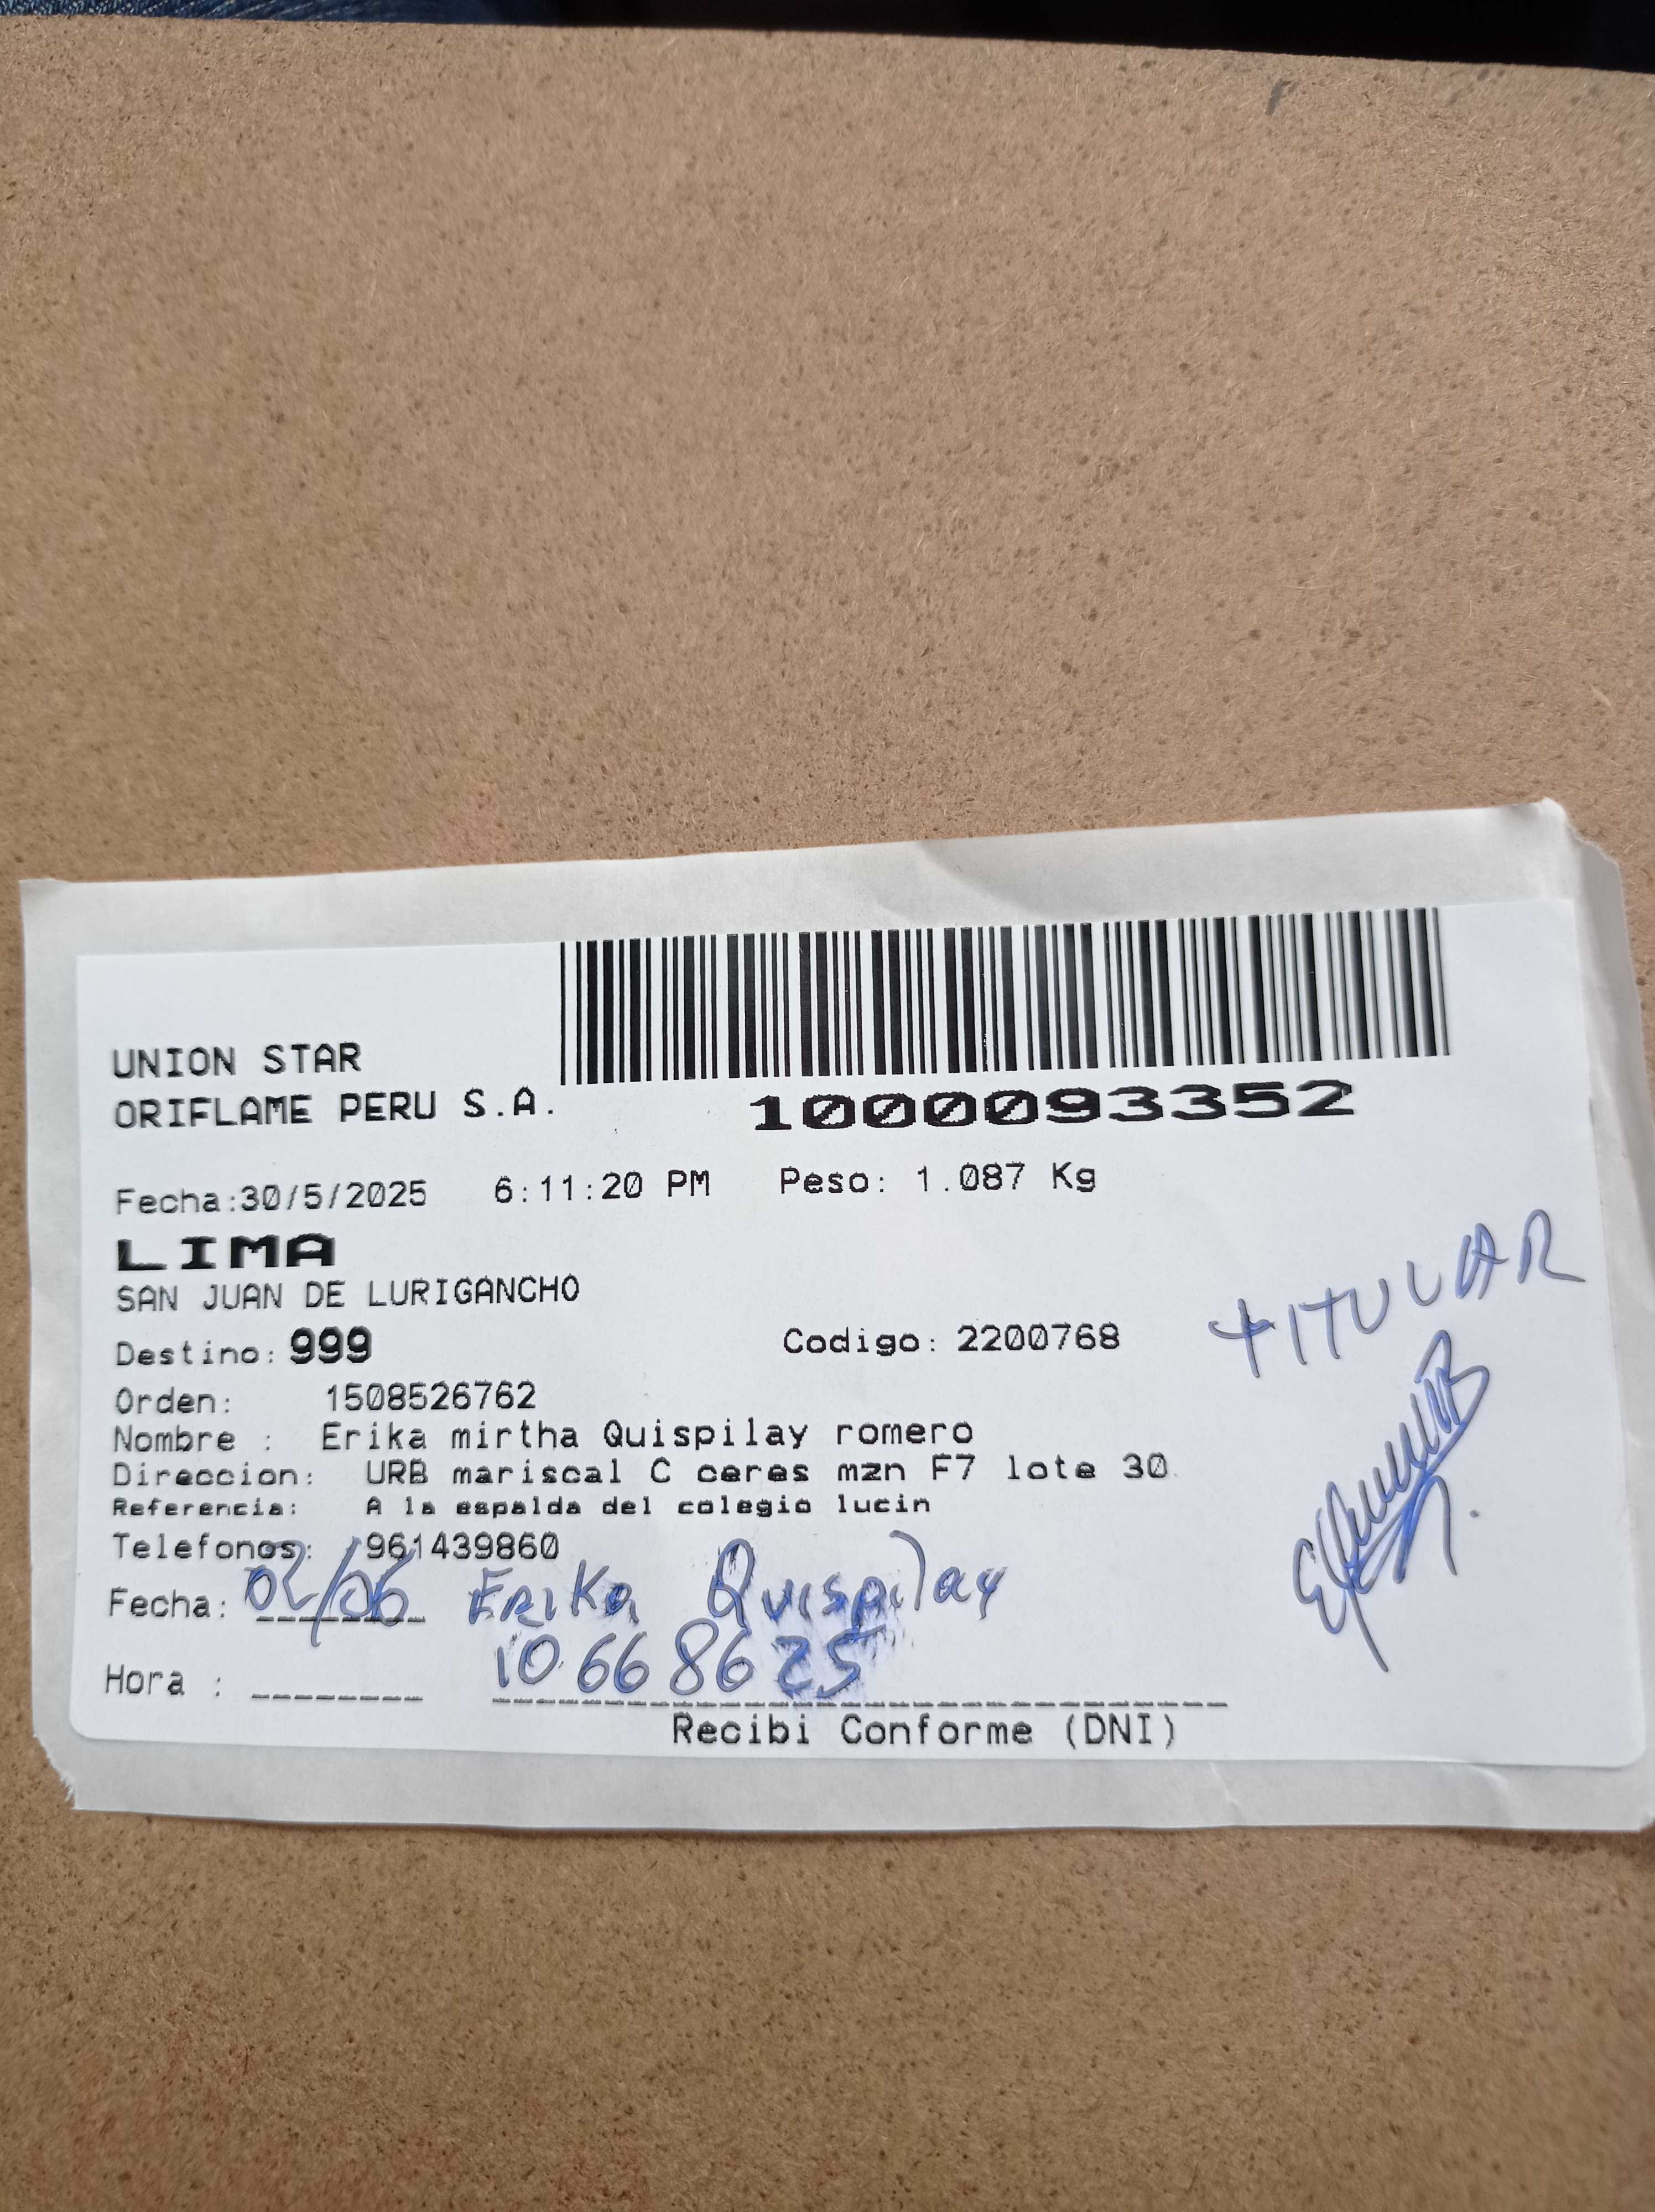 UNION STAR
ORIFLAME PERU S.A.
1000093352
Fecha:30/5/2025 6:11:20 PM Peso: 1.087 Kg
LIMA
SAN JUAN DE LURIGANCHO
TITULAR
Destino: 999 Codigo: 2200768
Orden: 1508526762
Nombre : Erika mirtha Quispilay romero
Direccion: URB mariscal C ceres mzn F7 lote 30
Referencia: A la espalda del colegio lucin
Telefonos: 961439860
Fecha: 02/06 Erika Quispilay
Hora : 10668625
Recibi Conforme (DNI)